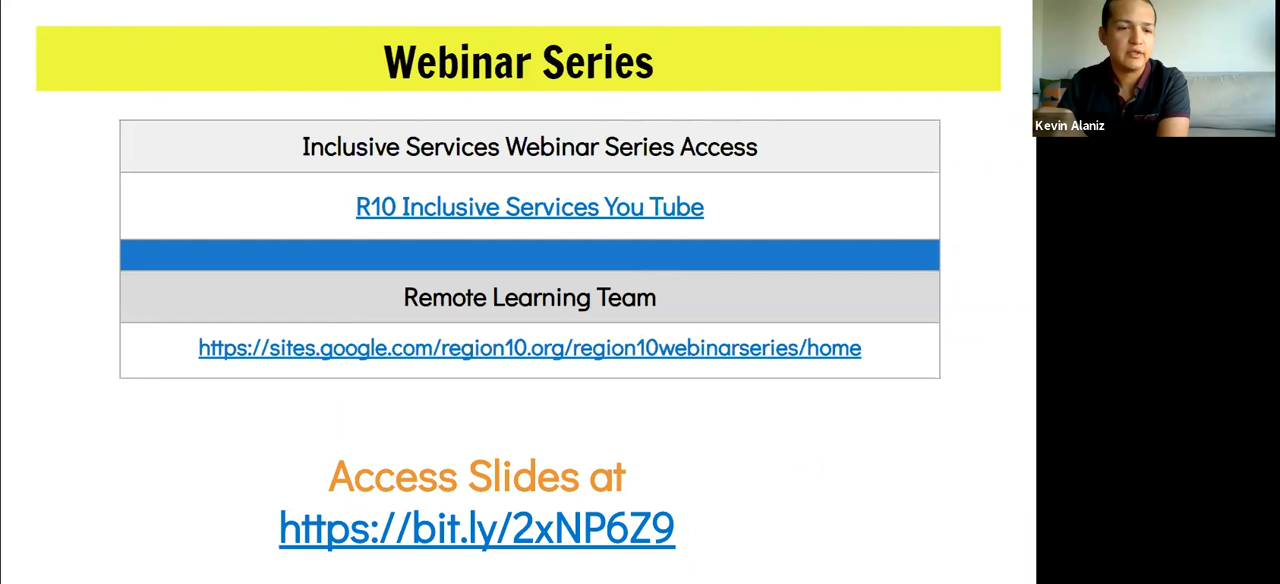 Webinar Series
Inclusive Services Webinar Series Access
R10 Inclusive Services You Tube
Remote Learning Team
https://sites.google.com/region10.org/region10webinarseries/home
Access Slides at
https://bit.ly/2xNP6Z9
Kevin Alaniz